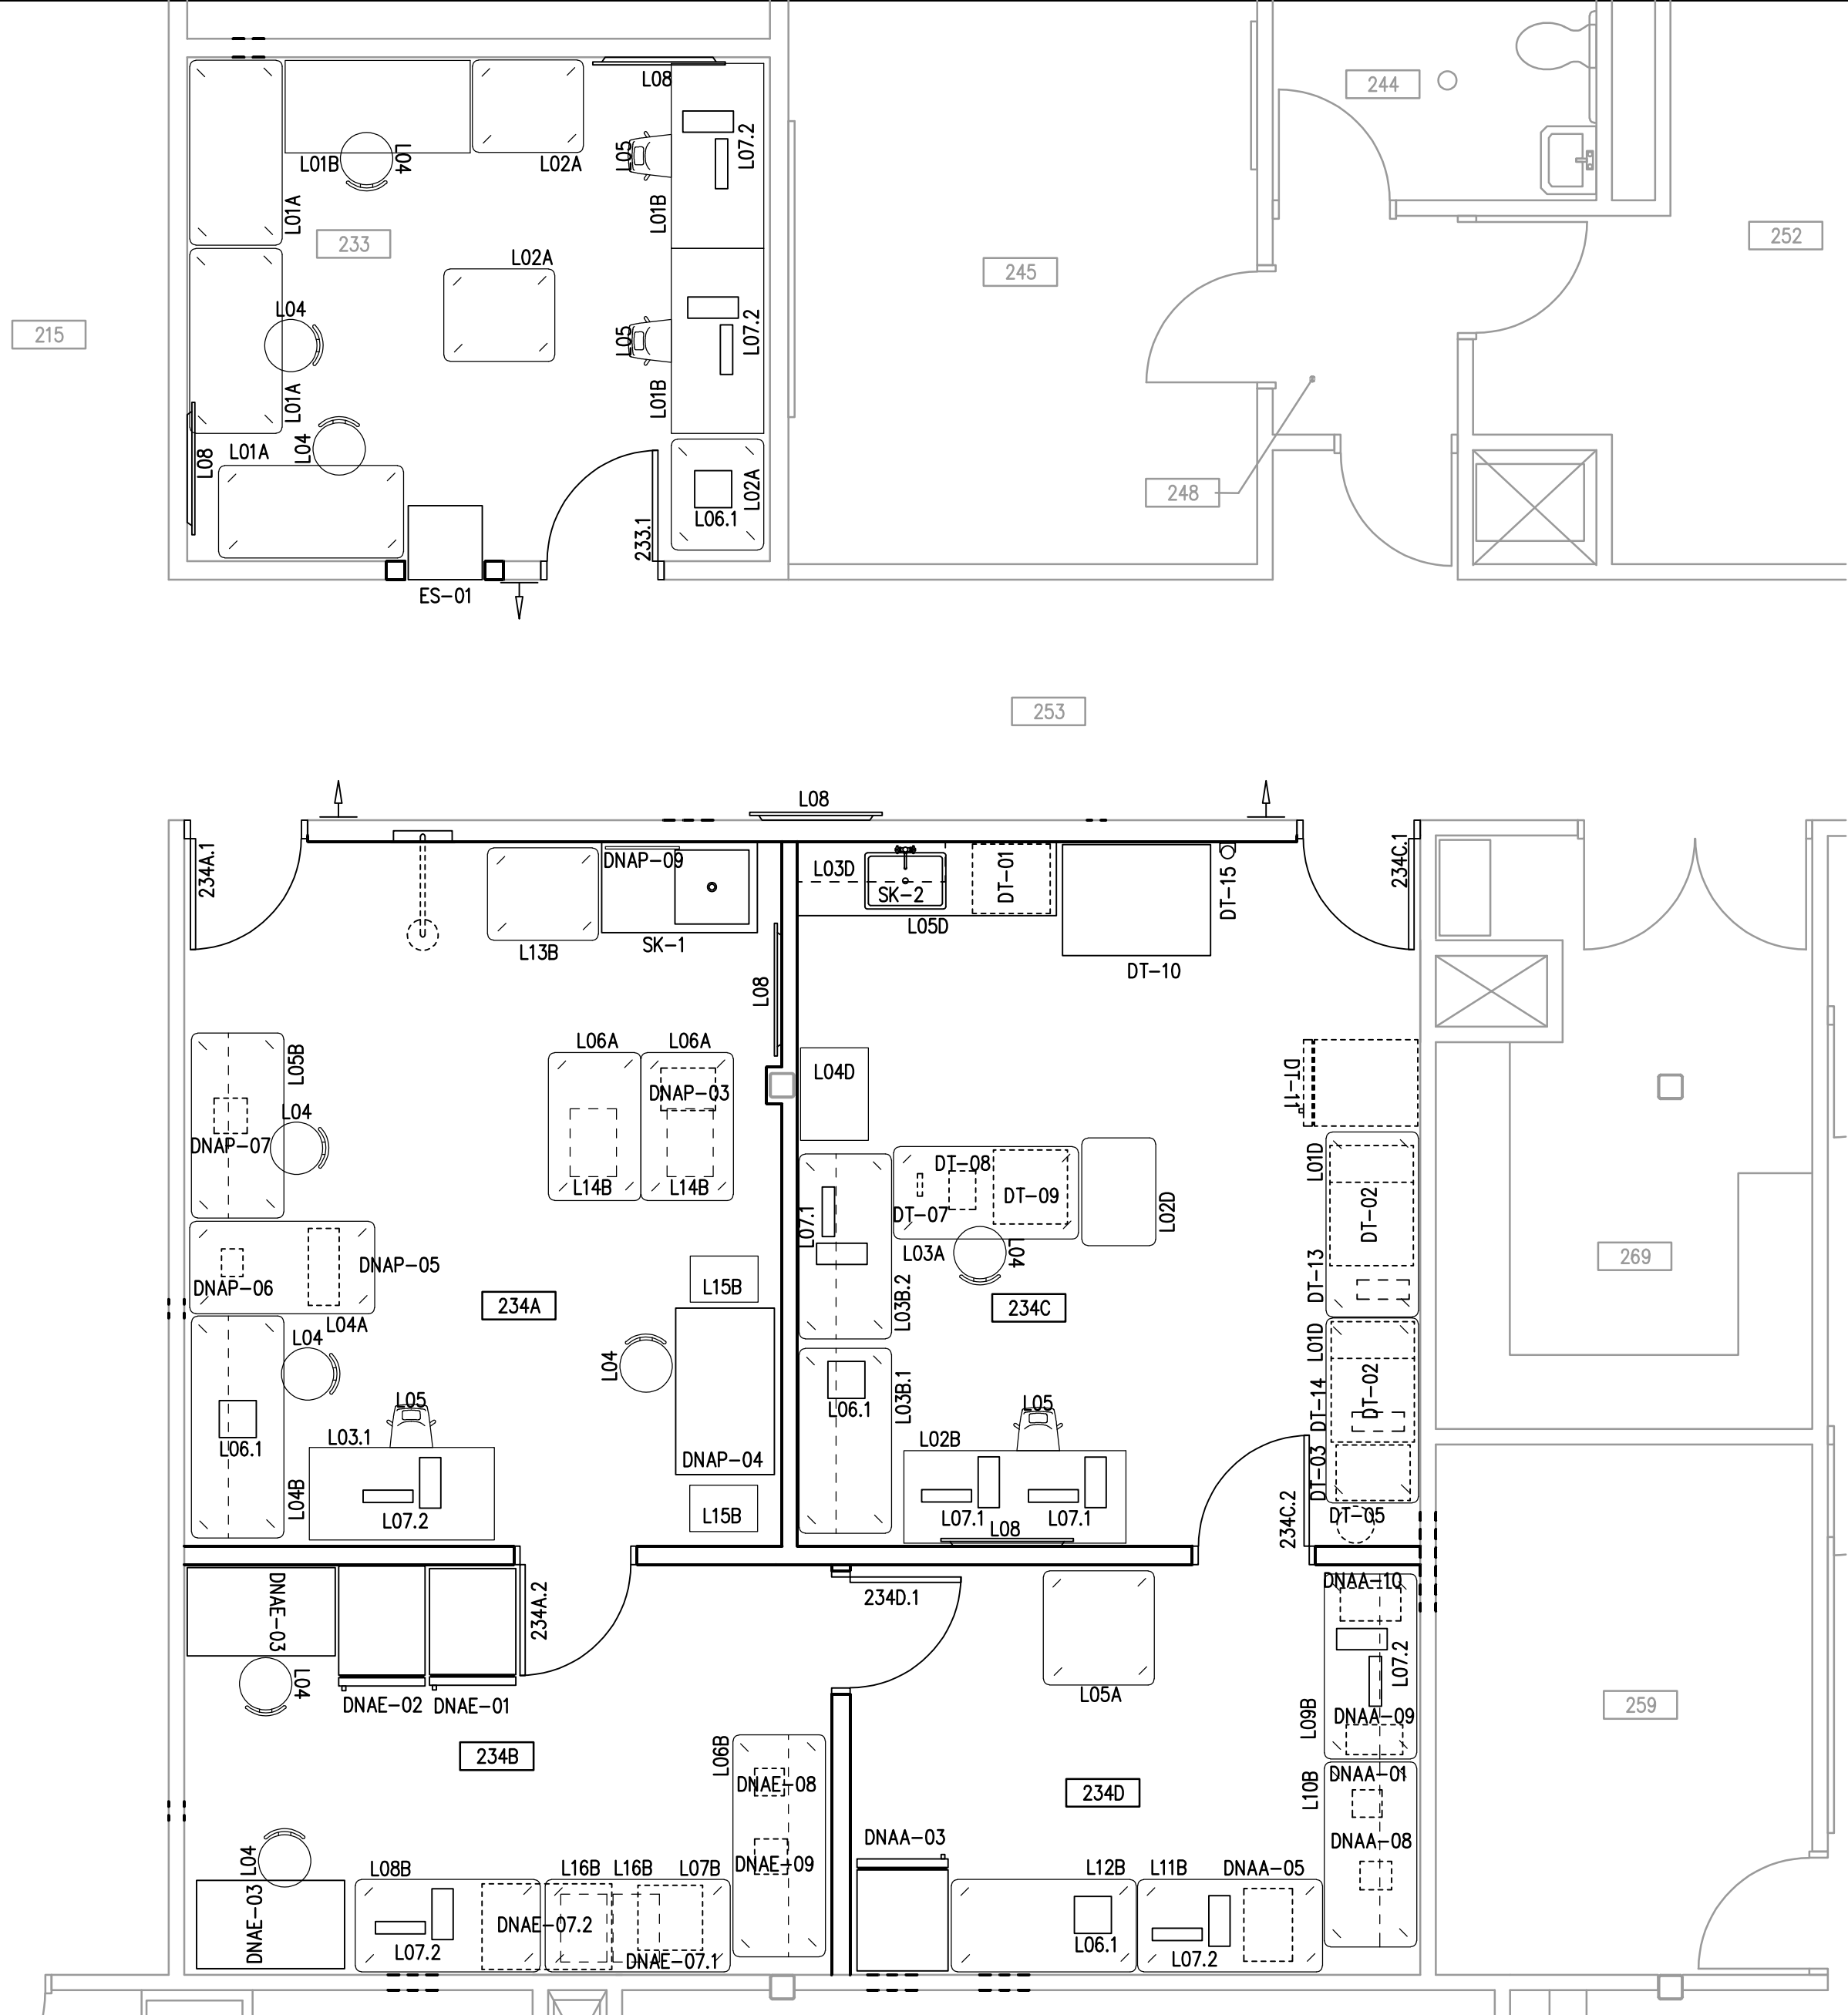 L08
244
L07.2
L01B
L04
L02A
L05
L01A
L01B
233
252
L02A
245
L04
L05
L07.2
215
L01A
L01B
L01A
L04
L08
L06.1
L02A
248
233.1
ES-01
253
L08
234A.1
DNAP-09
L03D
SK-2
DT-01
DT-15
234C.1
L05D
L13B
SK-1
DT-10
L08
L06A
L06A
L05B
L04D
DT-11
DNAP-03
L04
DNAP-07
L14B
L14B
DT-08
DT-09
DT-07
L07.1
L02D
L01D
DT-02
L03A
L04
269
DNAP-05
DNAP-06
L15B
DT-13
234A
234C
L03B.2
L04A
L04
L04
L01D
DT-02
DT-14
L05
L06.1
L03B.1
L05
L03.1
L06.1
L02B
DNAP-04
DT-03
L04B
L07.2
L15B
L07.1
L07.1
L08
234C.2
DT-05
DNAE-03
234A.2
234D.1
DNAA-10
L04
L07.2
L05A
DNAE-02
DNAE-01
259
L09B
DNAA-09
234B
L06B
DNAE-08
234D
L10B
DNAA-01
DNAA-03
DNAA-08
L04
L08B
L16B
L16B
L07B
DNAE-09
L12B
L11B
DNAA-05
DNAE-03
DNAE-07.2
L07.2
DNAE-07.1
L06.1
L07.2